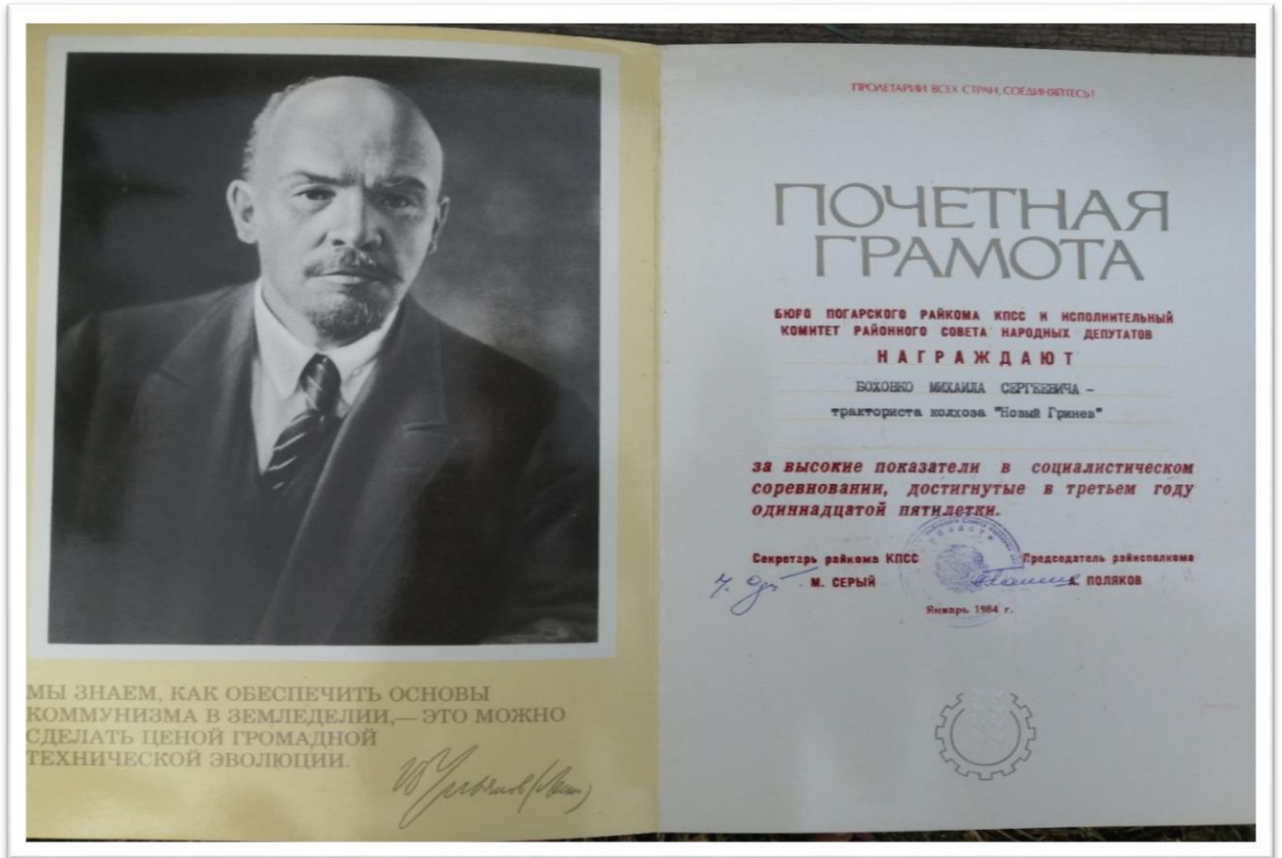 МЫ ЗНАЕМ, КАК ОБЕСПЕЧИТЬ ОСНОВЫ
КОММУНИЗМА В ЗЕМЛЕДЕЛИИ,— ЭТО МОЖНО
СДЕЛАТЬ ЦЕНОЙ ГРОМАДНОЙ
ТЕХНИЧЕСКОЙ ЭВОЛЮЦИИ.
В Ульянов (Ленин)
ПРОЛЕТАРИИ ВСЕХ СТРАН, СОЕДИНЯЙТЕСЬ!
ПОЧЕТНАЯ
ГРАМОТА
БЮРО ПОГАРСКОГО РАЙКОМА КПСС И ИСПОЛНИТЕЛЬНЫЙ
КОМИТЕТ РАЙОННОГО СОВЕТА НАРОДНЫХ ДЕПУТАТОВ
НАГРАЖДАЮТ
БОХОНКО МИХАИЛА СЕРГЕЕВИЧА –
тракториста колхоза "Новый Гринев"
за высокие показатели в социалистическом
соревновании, достигнутые в третьем году
одиннадцатой пятилетки.
Секретарь райкома КПСС Председатель райисполкома
М. СЕРЫЙ А. ПОЛЯКОВ
Январь 1984 г.